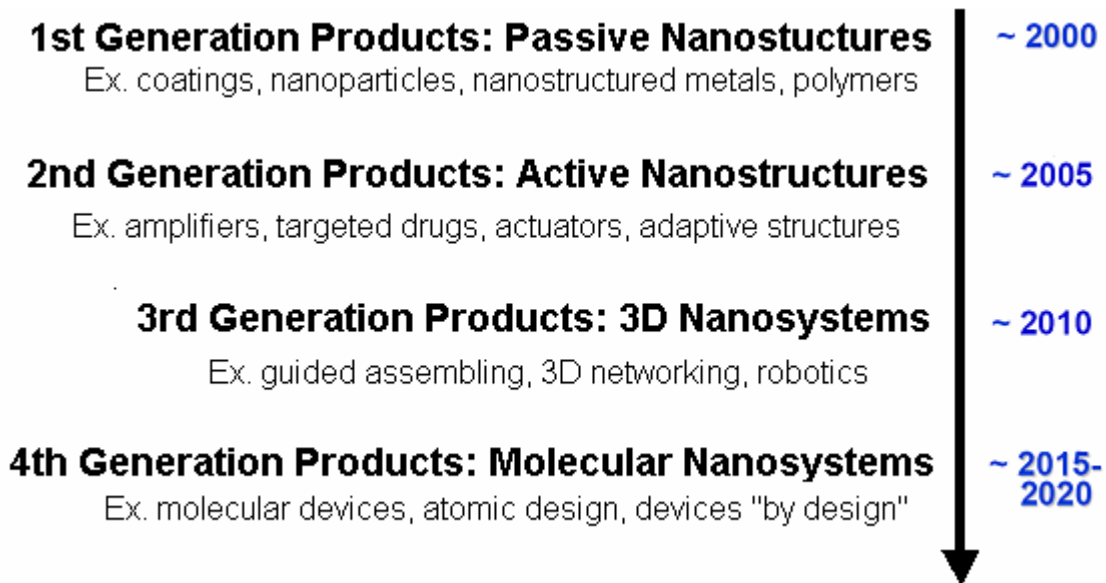 1st Generation Products: Passive Nanostuctures
~ 2000
Ex. coatings, nanoparticles, nanostructured metals, polymers
2nd Generation Products: Active Nanostructures
~ 2005
Ex. amplifiers, targeted drugs, actuators, adaptive structures
3rd Generation Products: 3D Nanosystems
~ 2010
Ex. guided assembling, 3D networking, robotics
4th Generation Products: Molecular Nanosystems
~ 2015-
2020
Ex. molecular devices, atomic design, devices "by design"